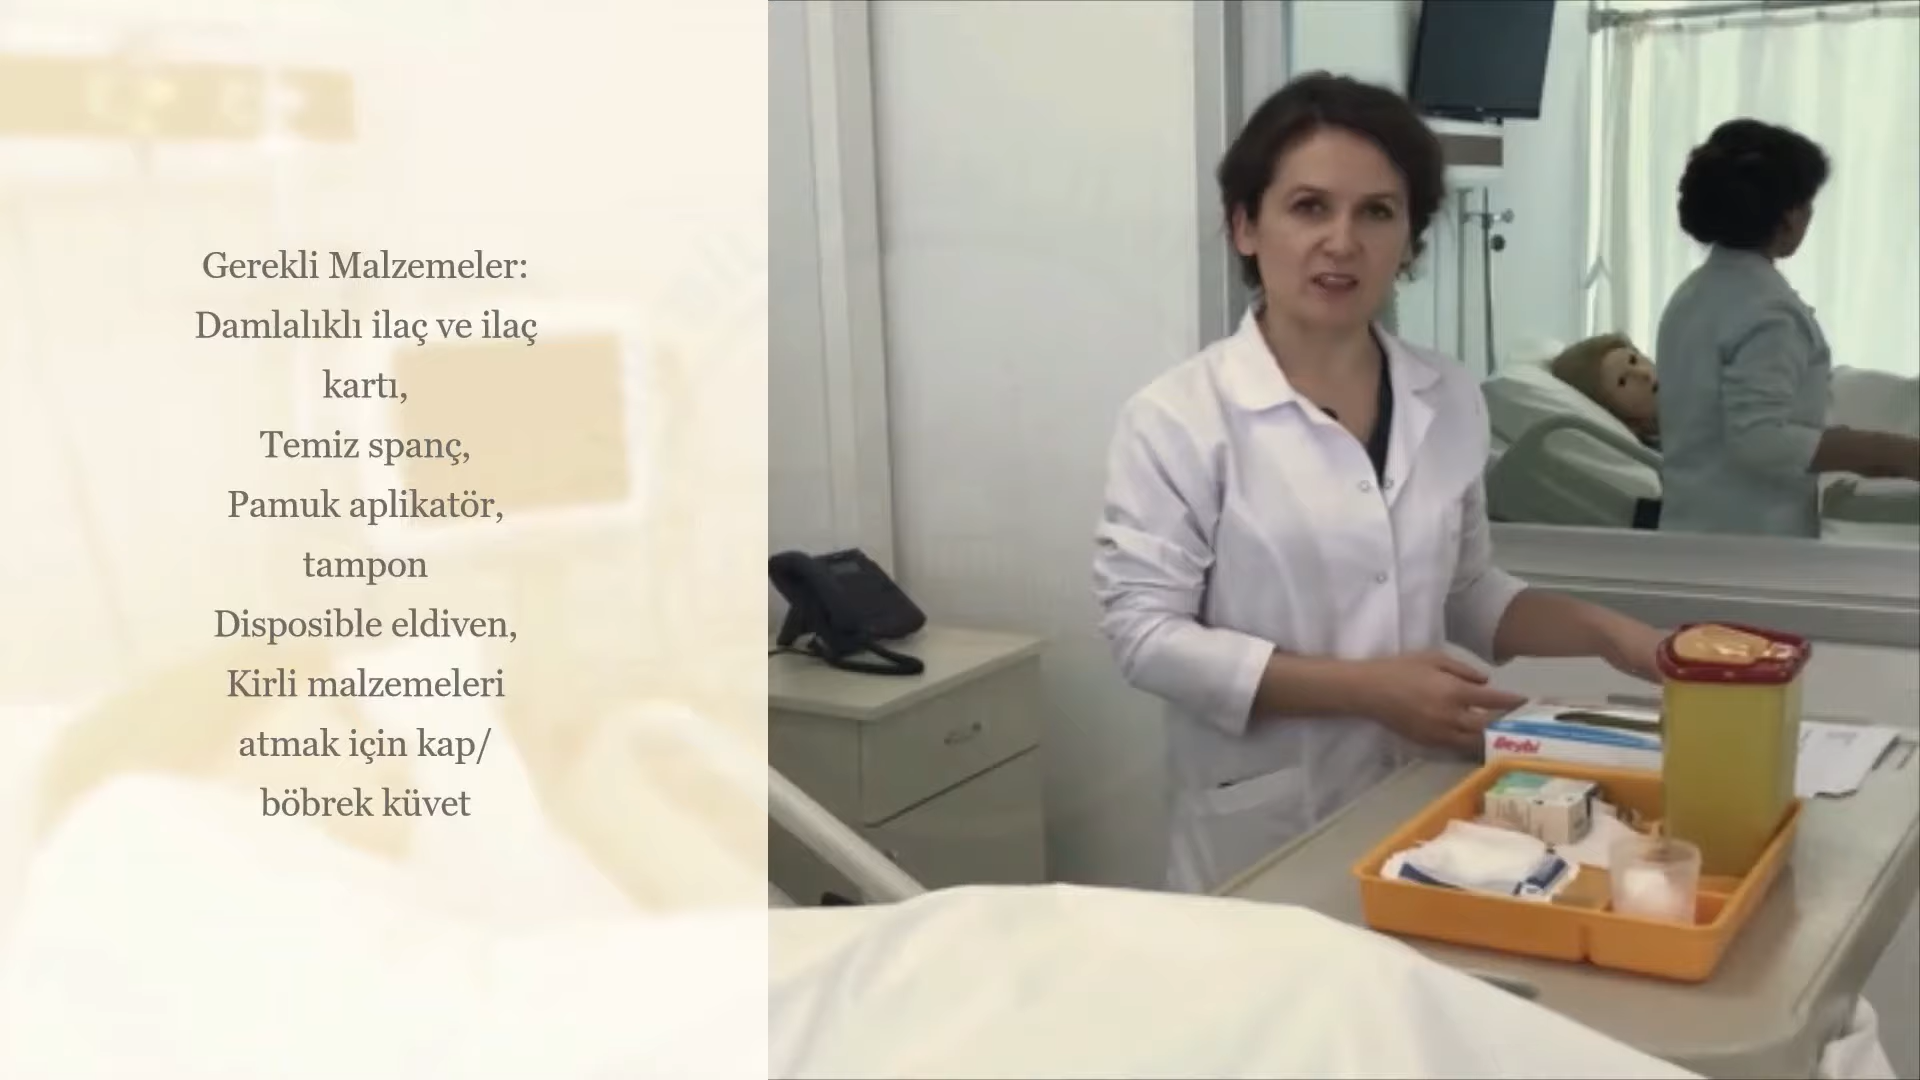 Gerekli Malzemeler:
Damlalıklı ilaç ve ilaç
kartı,
Temiz spanç,
Pamuk aplikatör,
tampon
Disposible eldiven,
Kirli malzemeleri
atmak için kap/
böbrek küvet
Beybi